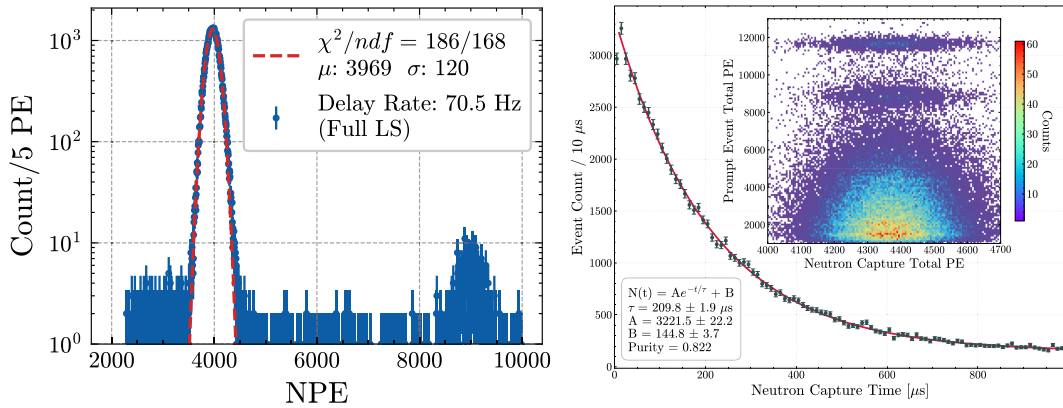 10³
10²
10¹
10⁰
Count/5 PE
2000 4000 6000 8000 10000
NPE
χ²/ndf = 186/168
μ: 3969 σ: 120
Delay Rate: 70.5 Hz
(Full LS)
3000
2500
2000
1500
1000
500
0
Event Count / 10 μs
0 200 400 600 800
Neutron Capture Time [μs]
N(t) = Ae^{-t/τ} + B
τ = 209.8 ± 1.9 μs
A = 3221.5 ± 22.2
B = 144.8 ± 3.7
Purity = 0.822
12000
10000
8000
6000
4000
2000
Prompt Event Total PE
4000 4100 4200 4300 4400 4500 4600 4700
Neutron Capture Total PE
60
50
40
30
20
10
Counts